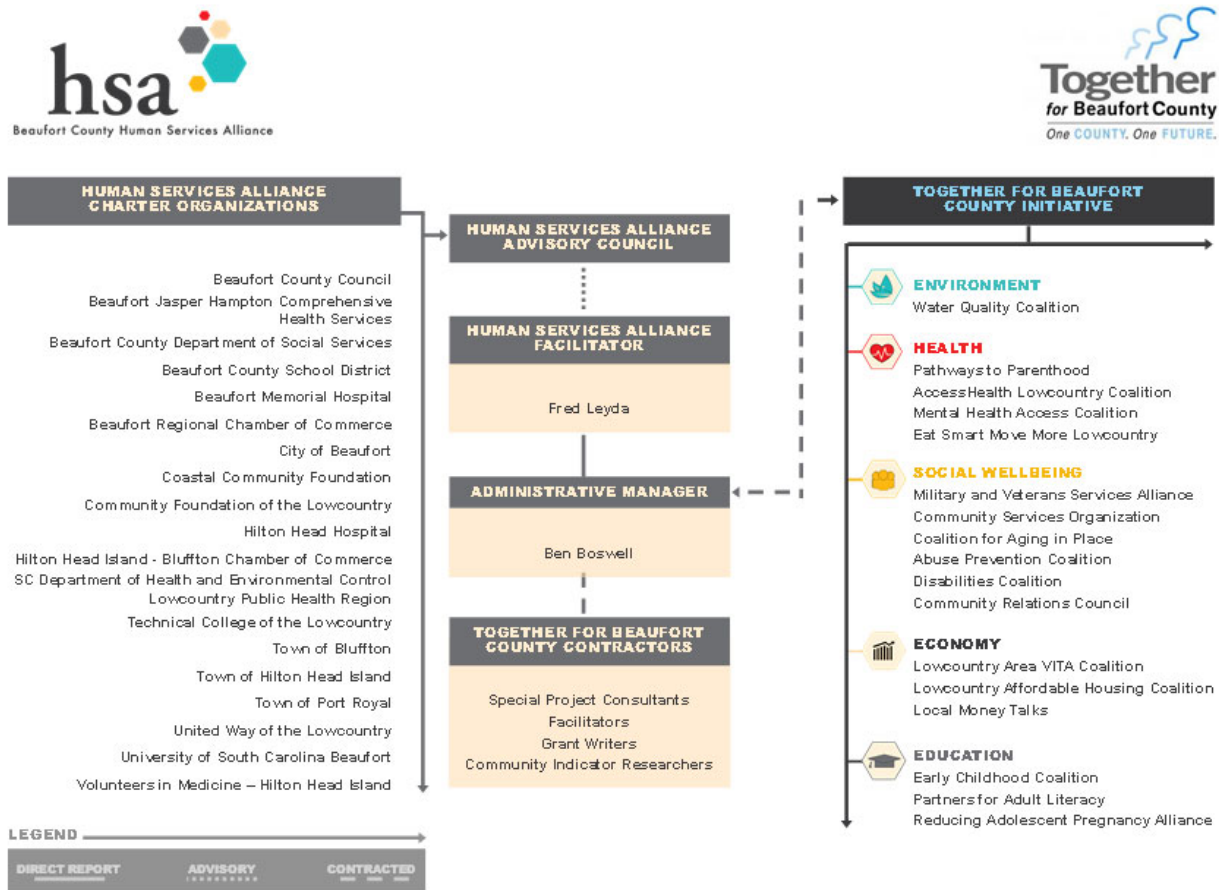 hsa
Beaufort County Human Services Alliance
Together
for Beaufort County
One COUNTY. One FUTURE.
HUMAN SERVICES ALLIANCE
CHARTER ORGANIZATIONS
Beaufort County Council
Beaufort Jasper Hampton Comprehensive
Health Services
Beaufort County Department of Social Services
Beaufort County School District
Beaufort Memorial Hospital
Beaufort Regional Chamber of Commerce
City of Beaufort
Coastal Community Foundation
Community Foundation of the Lowcountry
Hilton Head Hospital
Hilton Head Island - Bluffton Chamber of Commerce
SC Department of Health and Environmental Control
Lowcountry Public Health Region
Technical College of the Lowcountry
Town of Bluffton
Town of Hilton Head Island
Town of Port Royal
United Way of the Lowcountry
University of South Carolina Beaufort
Volunteers in Medicine – Hilton Head Island
HUMAN SERVICES ALLIANCE
ADVISORY COUNCIL
HUMAN SERVICES ALLIANCE
FACILITATOR
Fred Leyda
ADMINISTRATIVE MANAGER
Ben Boswell
TOGETHER FOR BEAUFORT
COUNTY CONTRACTORS
Special Project Consultants
Facilitators
Grant Writers
Community Indicator Researchers
TOGETHER FOR BEAUFORT
COUNTY INITIATIVE
ENVIRONMENT
Water Quality Coalition
HEALTH
Pathways to Parenthood
AccessHealth Lowcountry Coalition
Mental Health Access Coalition
Eat Smart Move More Lowcountry
SOCIAL WELLBEING
Military and Veterans Services Alliance
Community Services Organization
Coalition for Aging in Place
Abuse Prevention Coalition
Disabilities Coalition
Community Relations Council
ECONOMY
Lowcountry Area VITA Coalition
Lowcountry Affordable Housing Coalition
Local Money Talks
EDUCATION
Early Childhood Coalition
Partners for Adult Literacy
Reducing Adolescent Pregnancy Alliance
LEGEND
DIRECT REPORT ADVISORY CONTRACTED